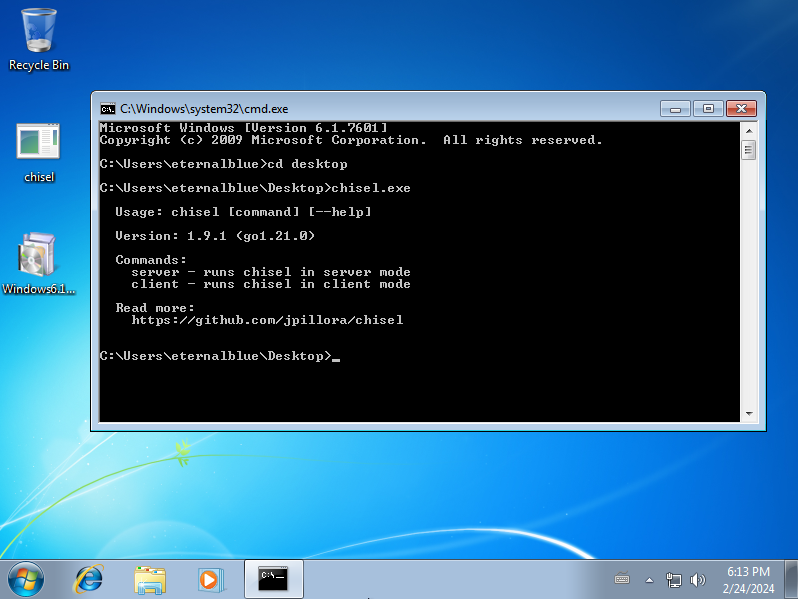 Recycle Bin
chisel
Windows6.1...
C:\Windows\system32\cmd.exe
Microsoft Windows [Version 6.1.7601]
Copyright (c) 2009 Microsoft Corporation.  All rights reserved.
C:\Users\eternalblue>cd desktop
C:\Users\eternalblue\Desktop>chisel.exe
Usage: chisel [command] [--help]
Version: 1.9.1 (go1.21.0)
Commands:
server - runs chisel in server mode
client - runs chisel in client mode
Read more:
https://github.com/jpillora/chisel
C:\Users\eternalblue\Desktop>_
6:13 PM
2/24/2024